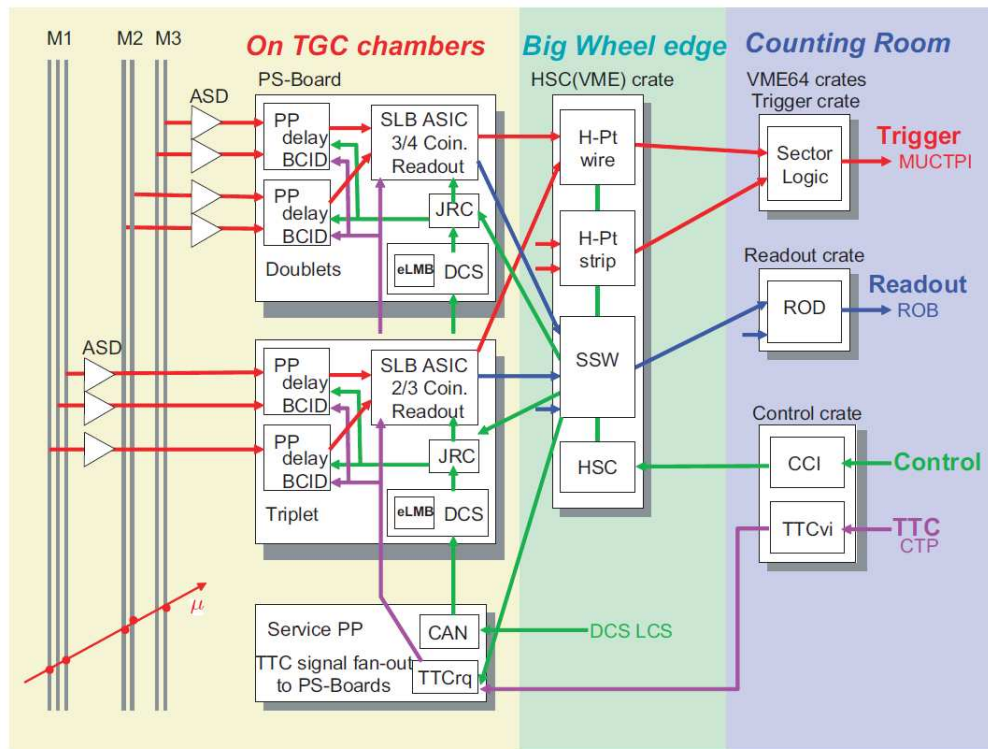 On TGC chambers
Big Wheel edge
Counting Room
M1
M2
M3
PS-Board
HSC(VME) crate
VME64 crates
Trigger crate
ASD
PP
delay
BCID
PP
delay
BCID
Doublets
SLB ASIC
3/4 Coin.
Readout
JRC
eLMB
DCS
H-Pt
wire
H-Pt
strip
SSW
HSC
Sector
Logic
Trigger
MUCTPI
Readout crate
ROD
Readout
ROB
ASD
PP
delay
BCID
PP
delay
BCID
Triplet
SLB ASIC
2/3 Coin.
Readout
JRC
eLMB
DCS
Control crate
CCI
Control
TTCvi
TTC
CTP
μ
Service PP
TTC signal fan-out
to PS-Boards
CAN
TTCrq
DCS LCS